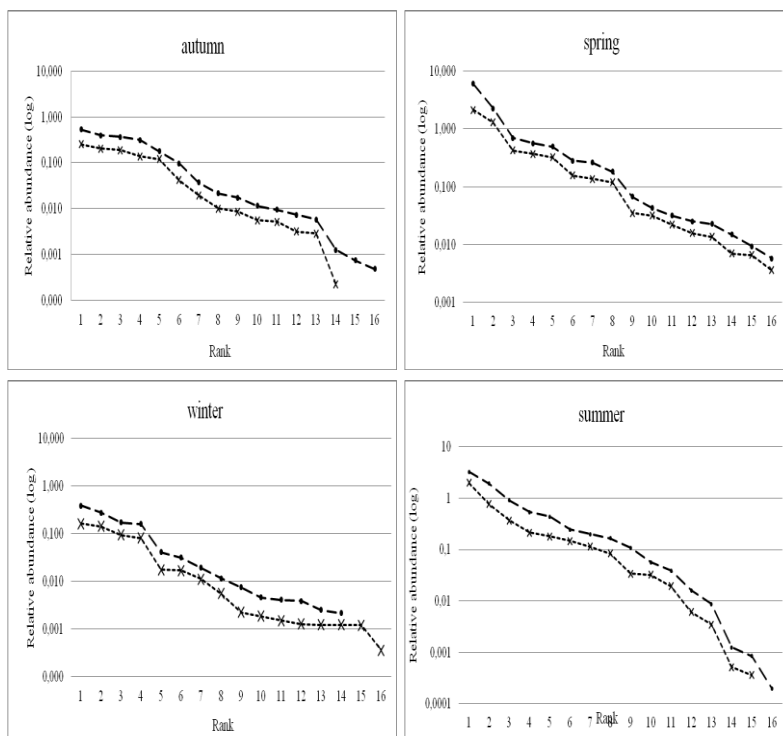 autumn
10,000
1,000
0,100
0,010
0,001
0,000
Relative abundance (log)
1 2 3 4 5 6 7 8 9 10 11 12 13 14 15 16
Rank
spring
10,000
1,000
0,100
0,010
0,001
Relative abundance (log)
1 2 3 4 5 6 7 8 9 10 11 12 13 14 15 16
Rank
winter
10,000
1,000
0,100
0,010
0,001
0,000
Relative abundance (log)
1 2 3 4 5 6 7 8 9 10 11 12 13 14 15 16
Rank
summer
10
1
0,1
0,01
0,001
0,0001
Relative abundance (log)
1 2 3 4 5 6 7 8 9 10 11 12 13 14 15 16
Rank